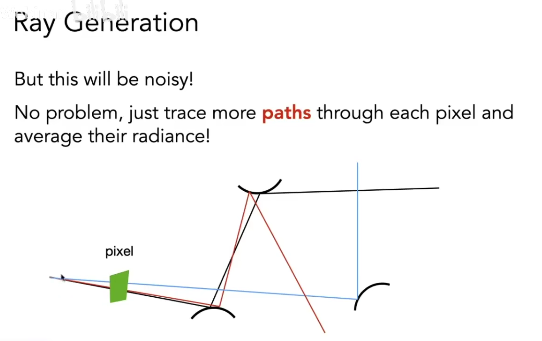 Ray Generation
But this will be noisy!
No problem, just trace more paths through each pixel and
average their radiance!
pixel